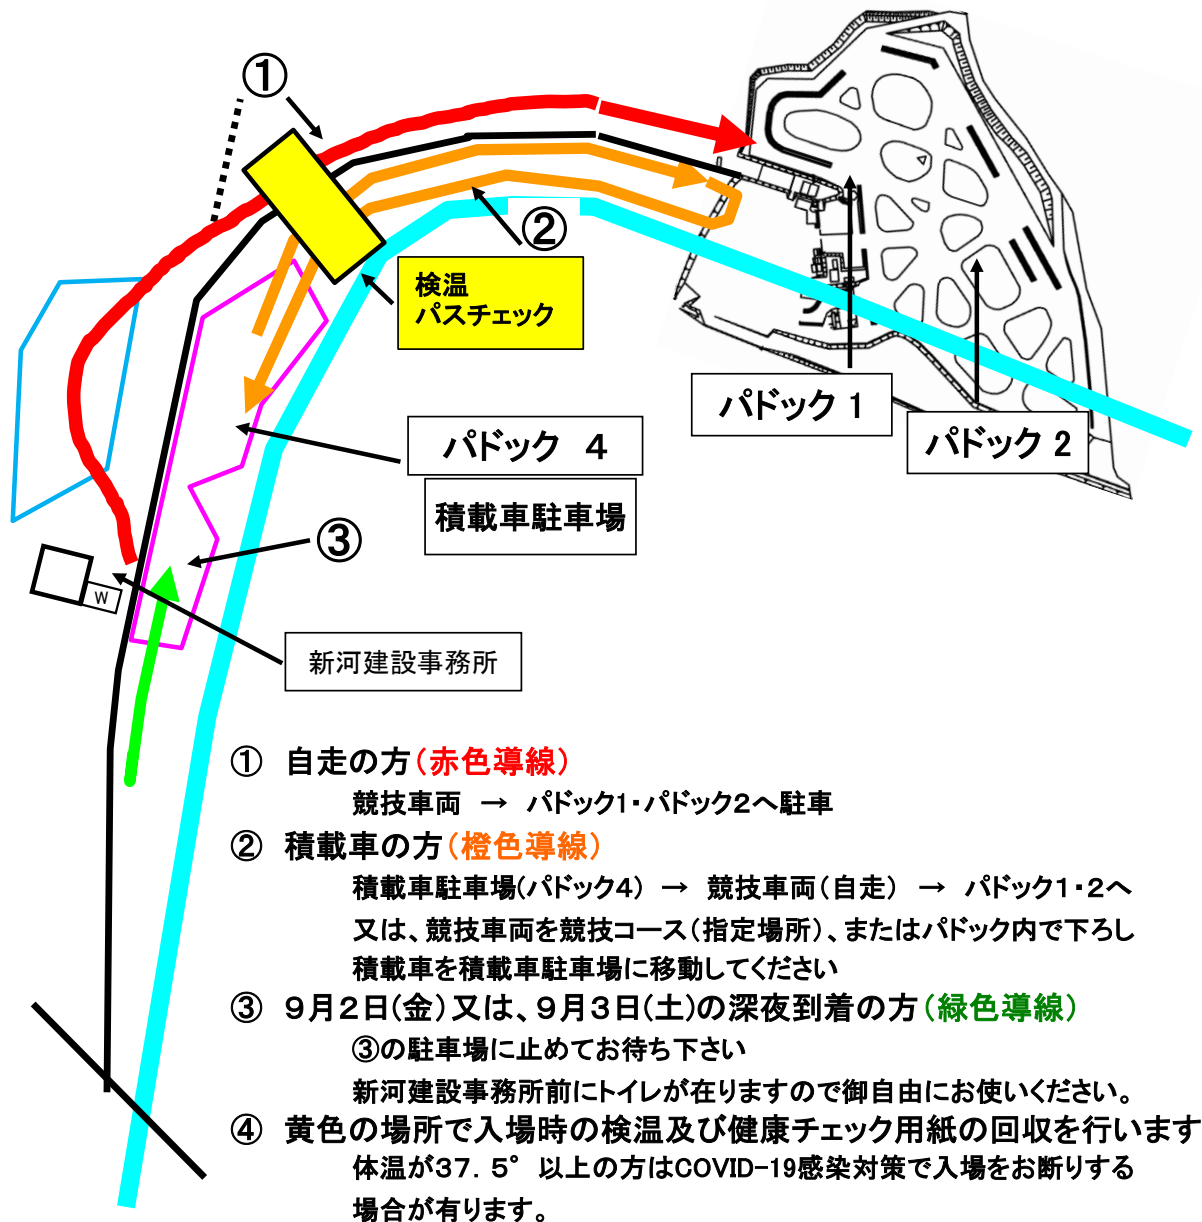 ①
②
検温
パスチェック
パドック 1
パドック 2
パドック 4
積載車駐車場
③
W
新河建設事務所
① 自走の方(赤色導線)
競技車両 → パドック1・パドック2へ駐車
② 積載車の方(橙色導線)
積載車駐車場(パドック4) → 競技車両(自走) → パドック1・2へ
又は、競技車両を競技コース(指定場所)、またはパドック内で下ろし
積載車を積載車駐車場に移動してください
③ 9月2日(金)又は、9月3日(土)の深夜到着の方(緑色導線)
③の駐車場に止めてお待ち下さい
新河建設事務所前にトイレが在りますので御自由にお使いください。
④ 黄色の場所で入場時の検温及び健康チェック用紙の回収を行います
体温が37.5°以上の方はCOVID-19感染対策で入場をお断りする
場合が有ります。